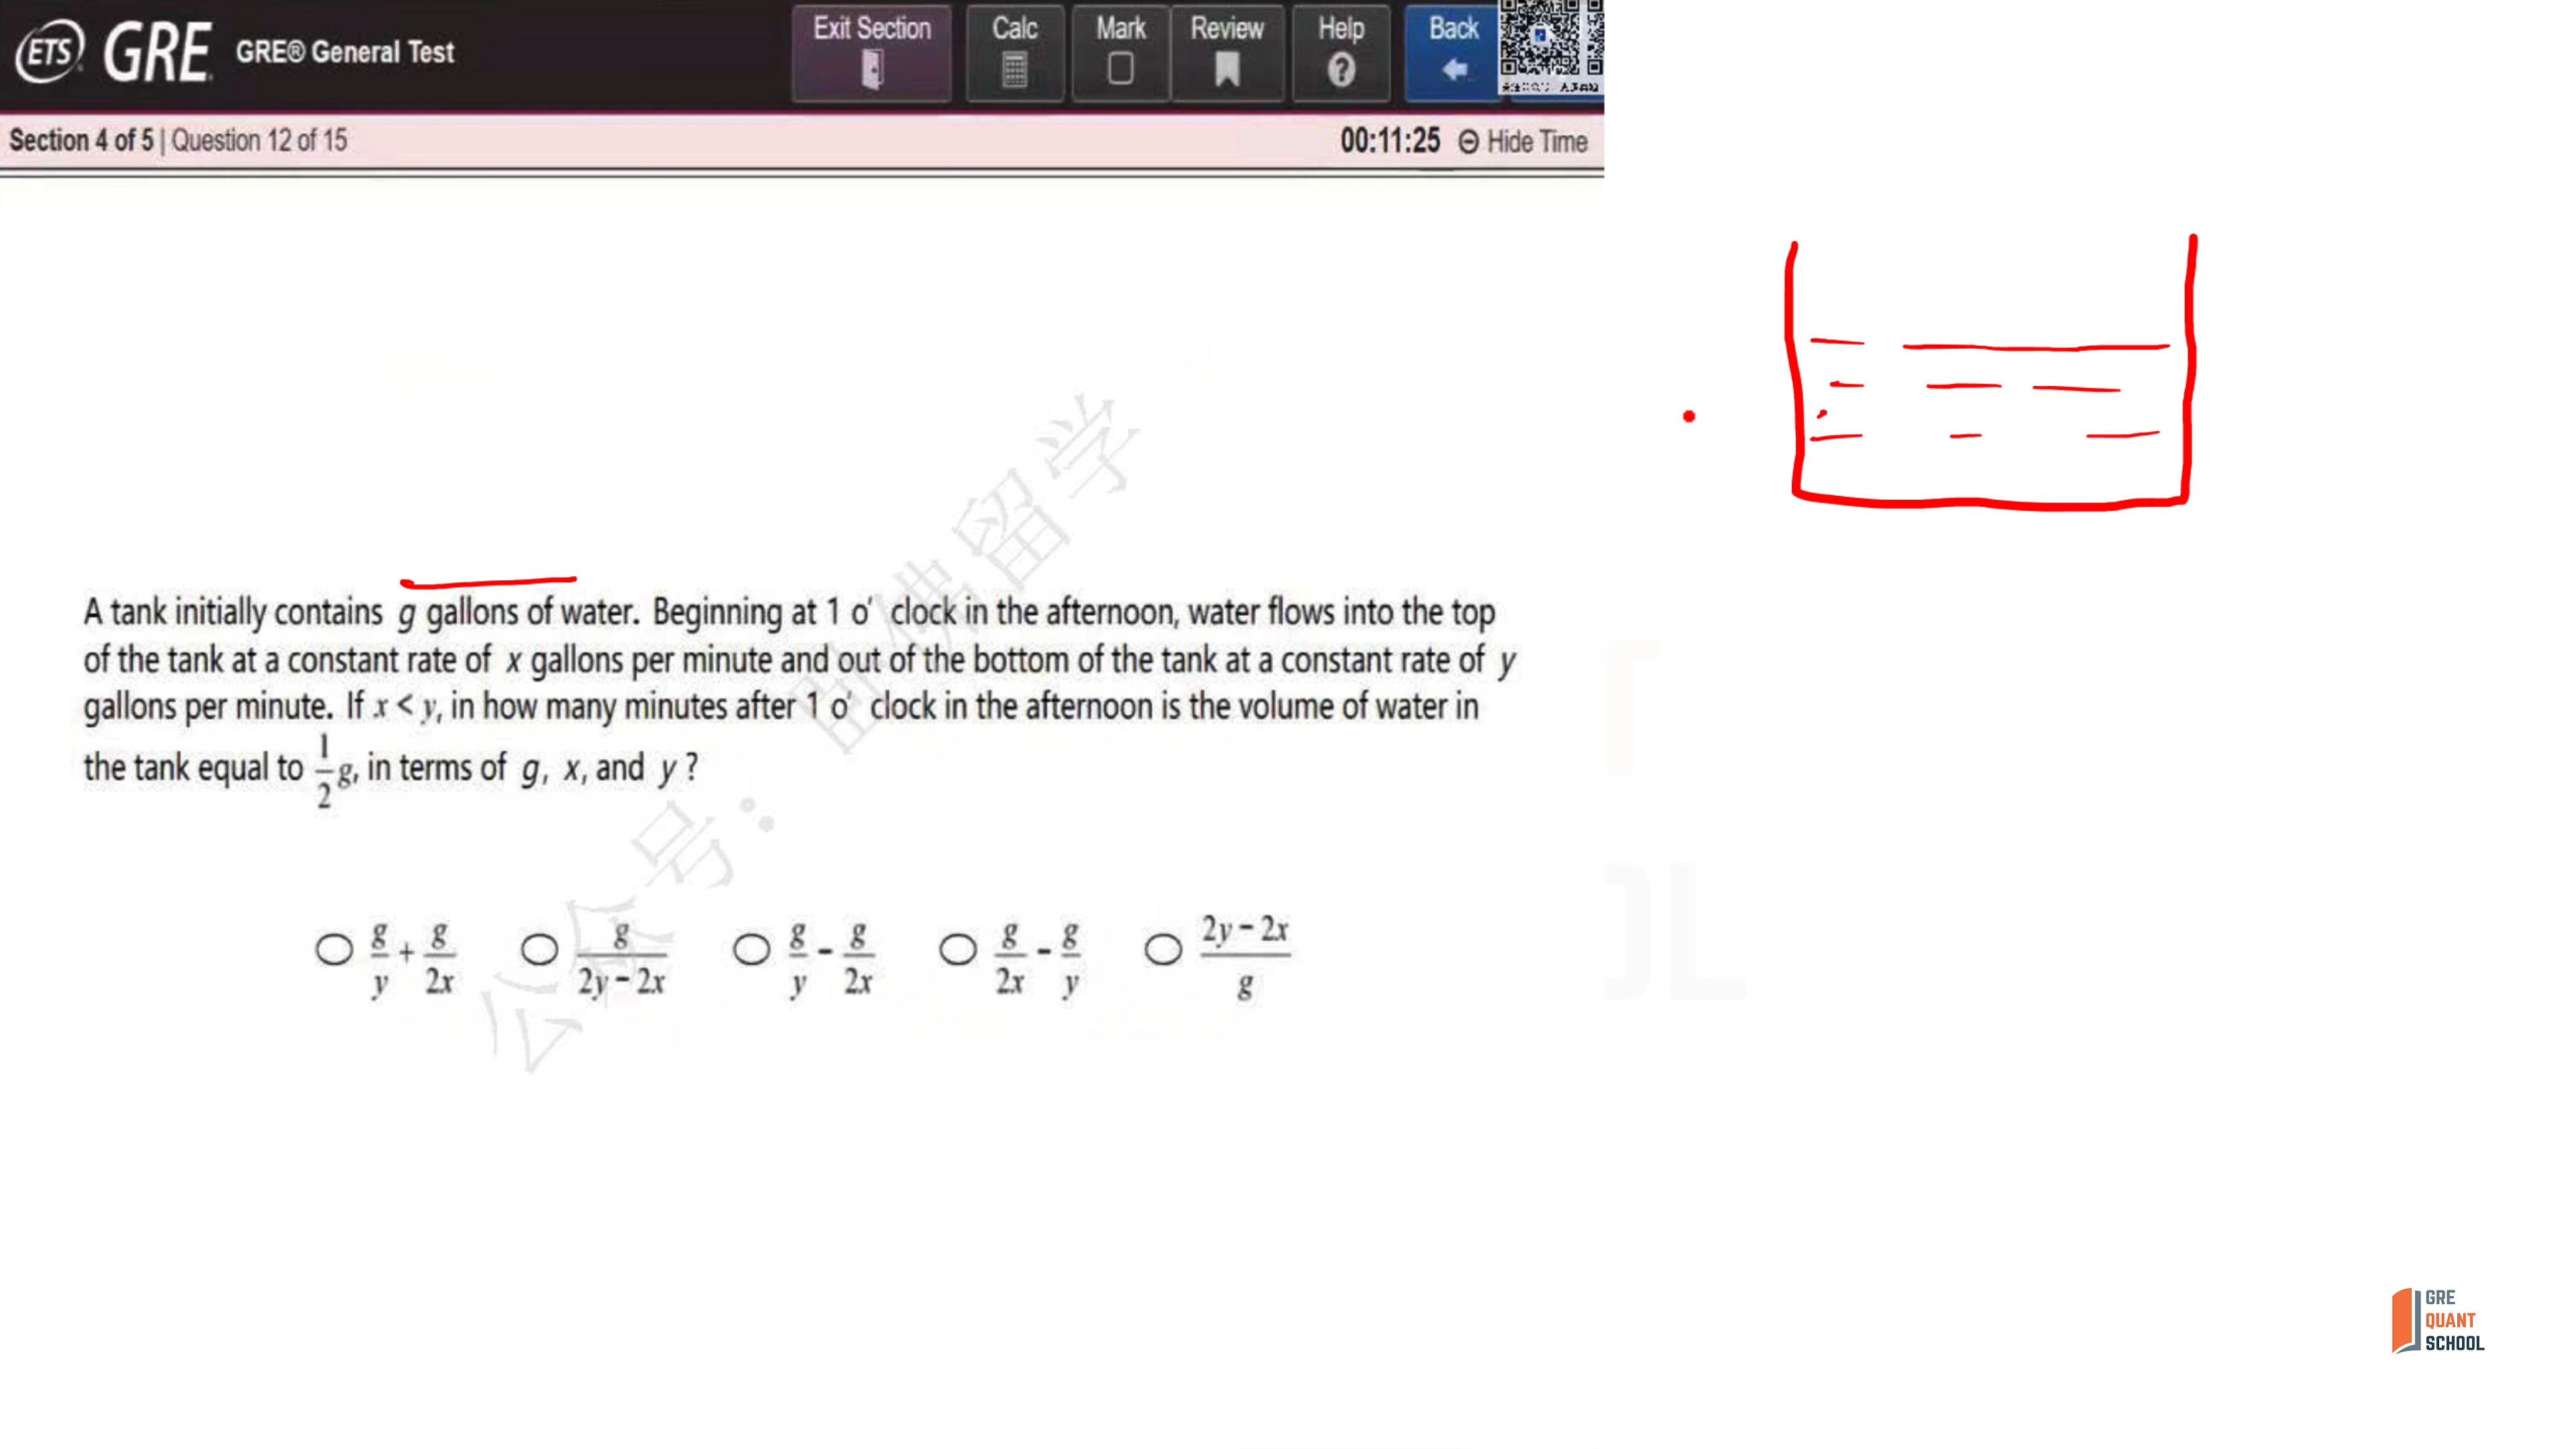 ETS GRE GRE® General Test
Exit Section Calc Mark Review Help Back
Section 4 of 5 | Question 12 of 15
00:11:25 Hide Time
A tank initially contains g gallons of water. Beginning at 1 o' clock in the afternoon, water flows into the top
of the tank at a constant rate of x gallons per minute and out of the bottom of the tank at a constant rate of y
gallons per minute. If x < y, in how many minutes after 1 o' clock in the afternoon is the volume of water in
the tank equal to 1/2 g, in terms of g, x, and y ?
g/y + g/2x
g/(2y - 2x)
g/y - g/2x
g/2x - g/y
(2y - 2x)/g
公众号:
留学
GRE
QUANT
SCHOOL